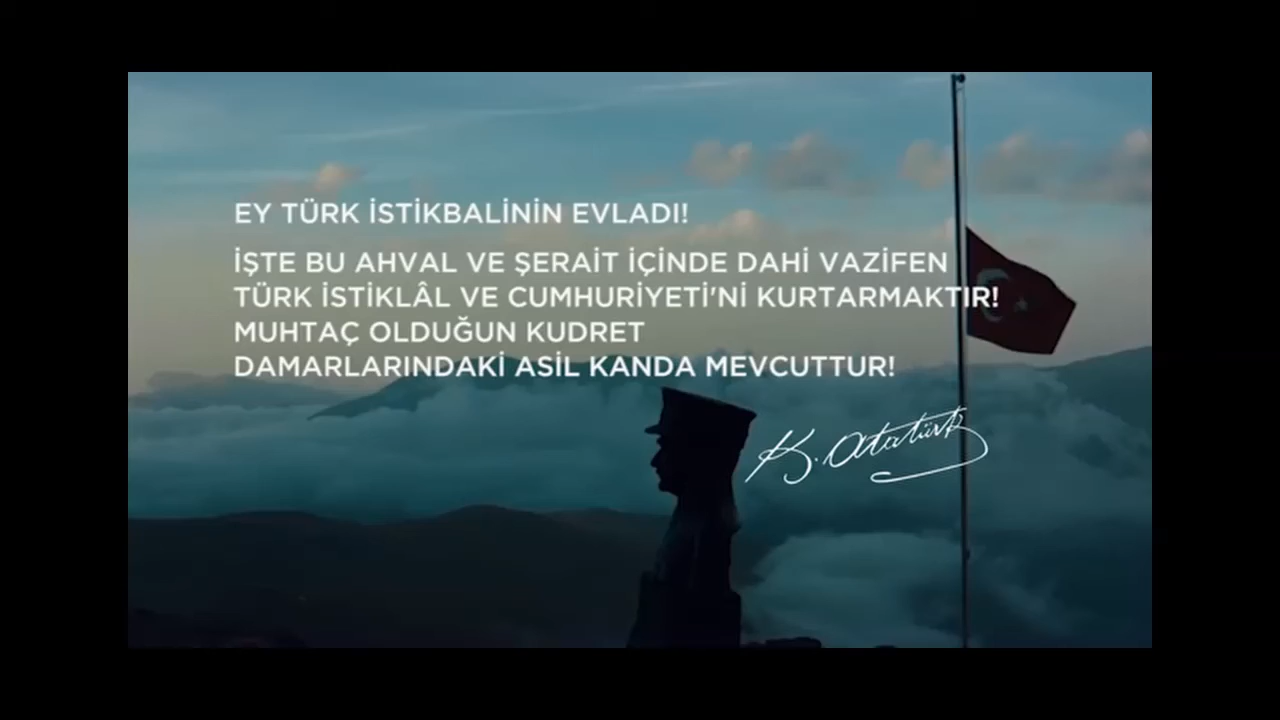 EY TÜRK İSTİKBALİNİN EVLADI!
İŞTE BU AHVAL VE ŞERAİT İÇİNDE DAHİ VAZİFEN
TÜRK İSTİKLÂL VE CUMHURİYETİ'Nİ KURTARMAKTIR!
MUHTAÇ OLDUĞUN KUDRET
DAMARLARINDAKİ ASİL KANDA MEVCUTTUR!
K. Atatürk